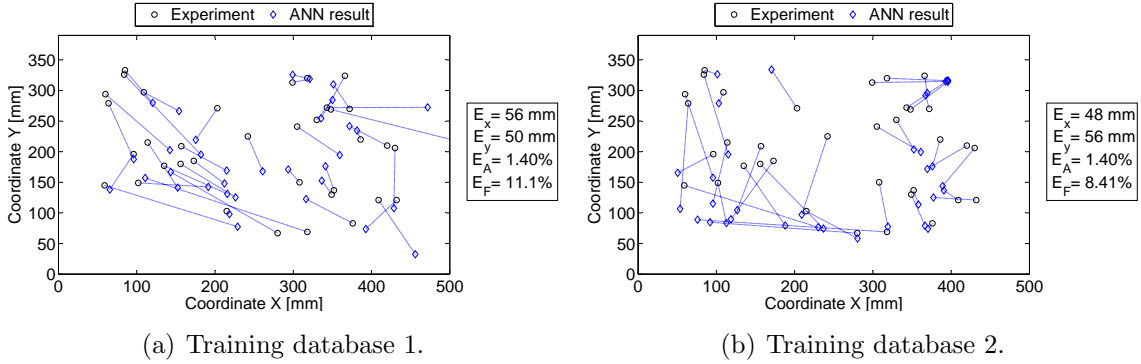 Experiment ANN result
Coordinate Y [mm]
350
300
250
200
150
100
50
0
0 100 200 300 400 500
Coordinate X [mm]
E_x = 56 mm
E_y = 50 mm
E_A = 1.40%
E_F = 11.1%
(a) Training database 1.
Experiment ANN result
Coordinate Y [mm]
350
300
250
200
150
100
50
0
0 100 200 300 400 500
Coordinate X [mm]
E_x = 48 mm
E_y = 56 mm
E_A = 1.40%
E_F = 8.41%
(b) Training database 2.